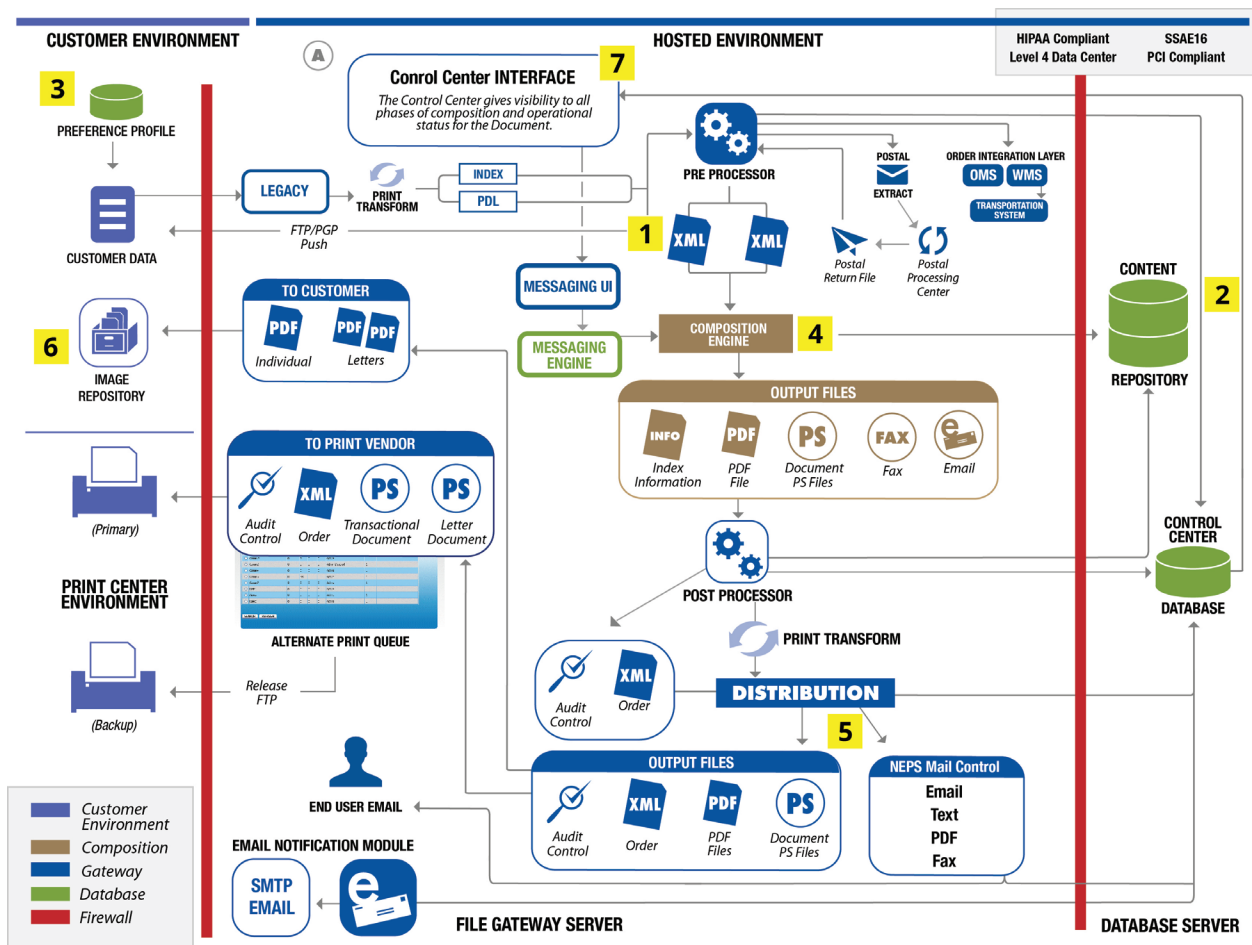 CUSTOMER ENVIRONMENT
HOSTED ENVIRONMENT
HIPAA Compliant
Level 4 Data Center
SSAE16
PCI Compliant
A
3
PREFERENCE PROFILE
7
Conrol Center INTERFACE
The Control Center gives visibility to all
phases of composition and operational
status for the Document.
PRE PROCESSOR
POSTAL
EXTRACT
ORDER INTEGRATION LAYER
OMS
WMS
TRANSPORTATION
SYSTEM
LEGACY
PRINT
TRANSFORM
INDEX
PDL
FTP/PGP
Push
CUSTOMER DATA
1
XML
XML
Postal
Return File
Postal
Processing
Center
CONTENT
2
REPOSITORY
MESSAGING UI
MESSAGING
ENGINE
COMPOSITION
ENGINE
4
TO CUSTOMER
PDF
Individual
PDF
PDF
Letters
6
IMAGE
REPOSITORY
OUTPUT FILES
INFO
Index
Information
PDF
PDF
File
PS
Document
PS Files
FAX
Fax
e
Email
TO PRINT VENDOR
Audit
Control
XML
Order
PS
Transactional
Document
PS
Letter
Document
(Primary)
PRINT CENTER
ENVIRONMENT
ALTERNATE PRINT QUEUE
Release
FTP
(Backup)
POST PROCESSOR
CONTROL
CENTER
DATABASE
PRINT TRANSFORM
Audit
Control
XML
Order
DISTRIBUTION
5
OUTPUT FILES
Audit
Control
XML
Order
PDF
PDF
Files
PS
Document
PS Files
NEPS Mail Control
Email
Text
PDF
Fax
END USER EMAIL
EMAIL NOTIFICATION MODULE
SMTP
EMAIL
e
FILE GATEWAY SERVER
DATABASE SERVER
Customer
Environment
Composition
Gateway
Database
Firewall